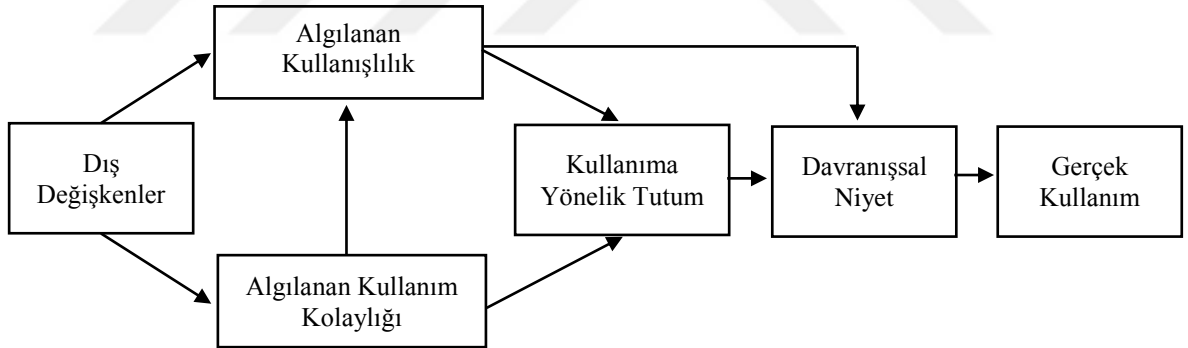 Algılanan
Kullanışlılık
Dış
Değişkenler
Kullanıma
Yönelik Tutum
Davranışsal
Niyet
Gerçek
Kullanım
Algılanan Kullanım
Kolaylığı